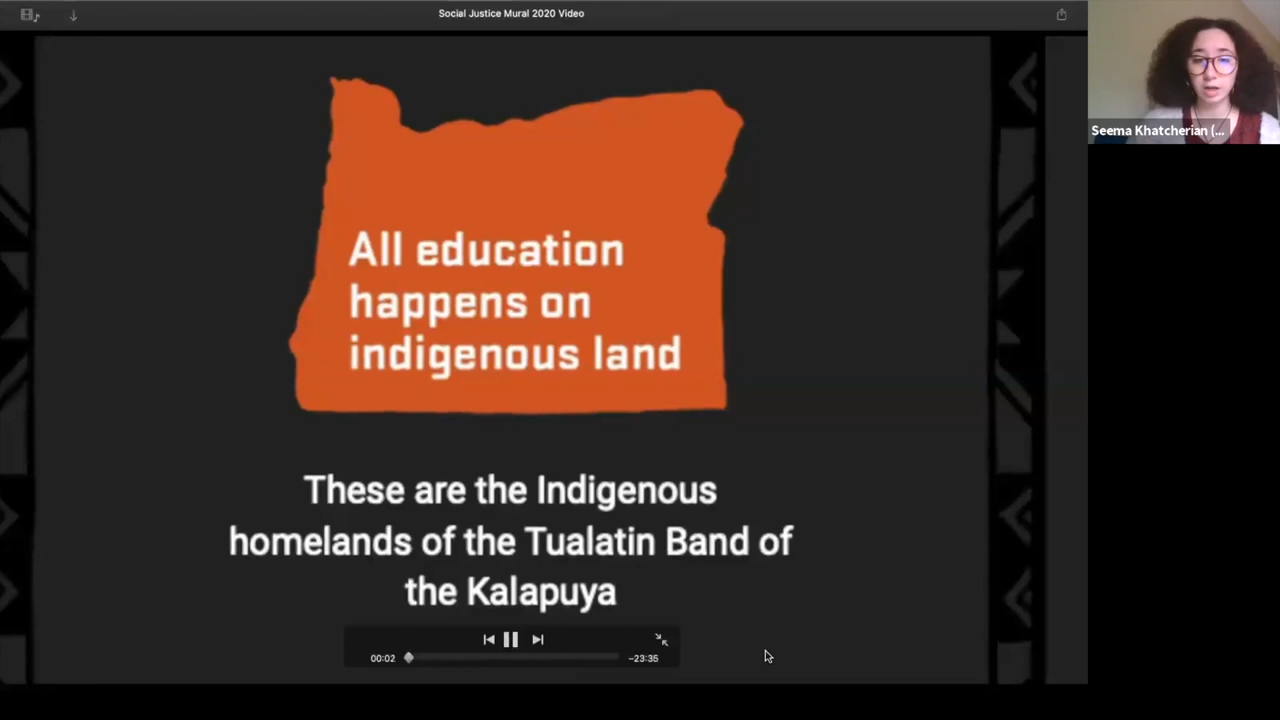 Social Justice Mural 2020 Video
Seema Khatcherian (...
All education
happens on
indigenous land
These are the Indigenous
homelands of the Tualatin Band of
the Kalapuya
00:02
-23:35